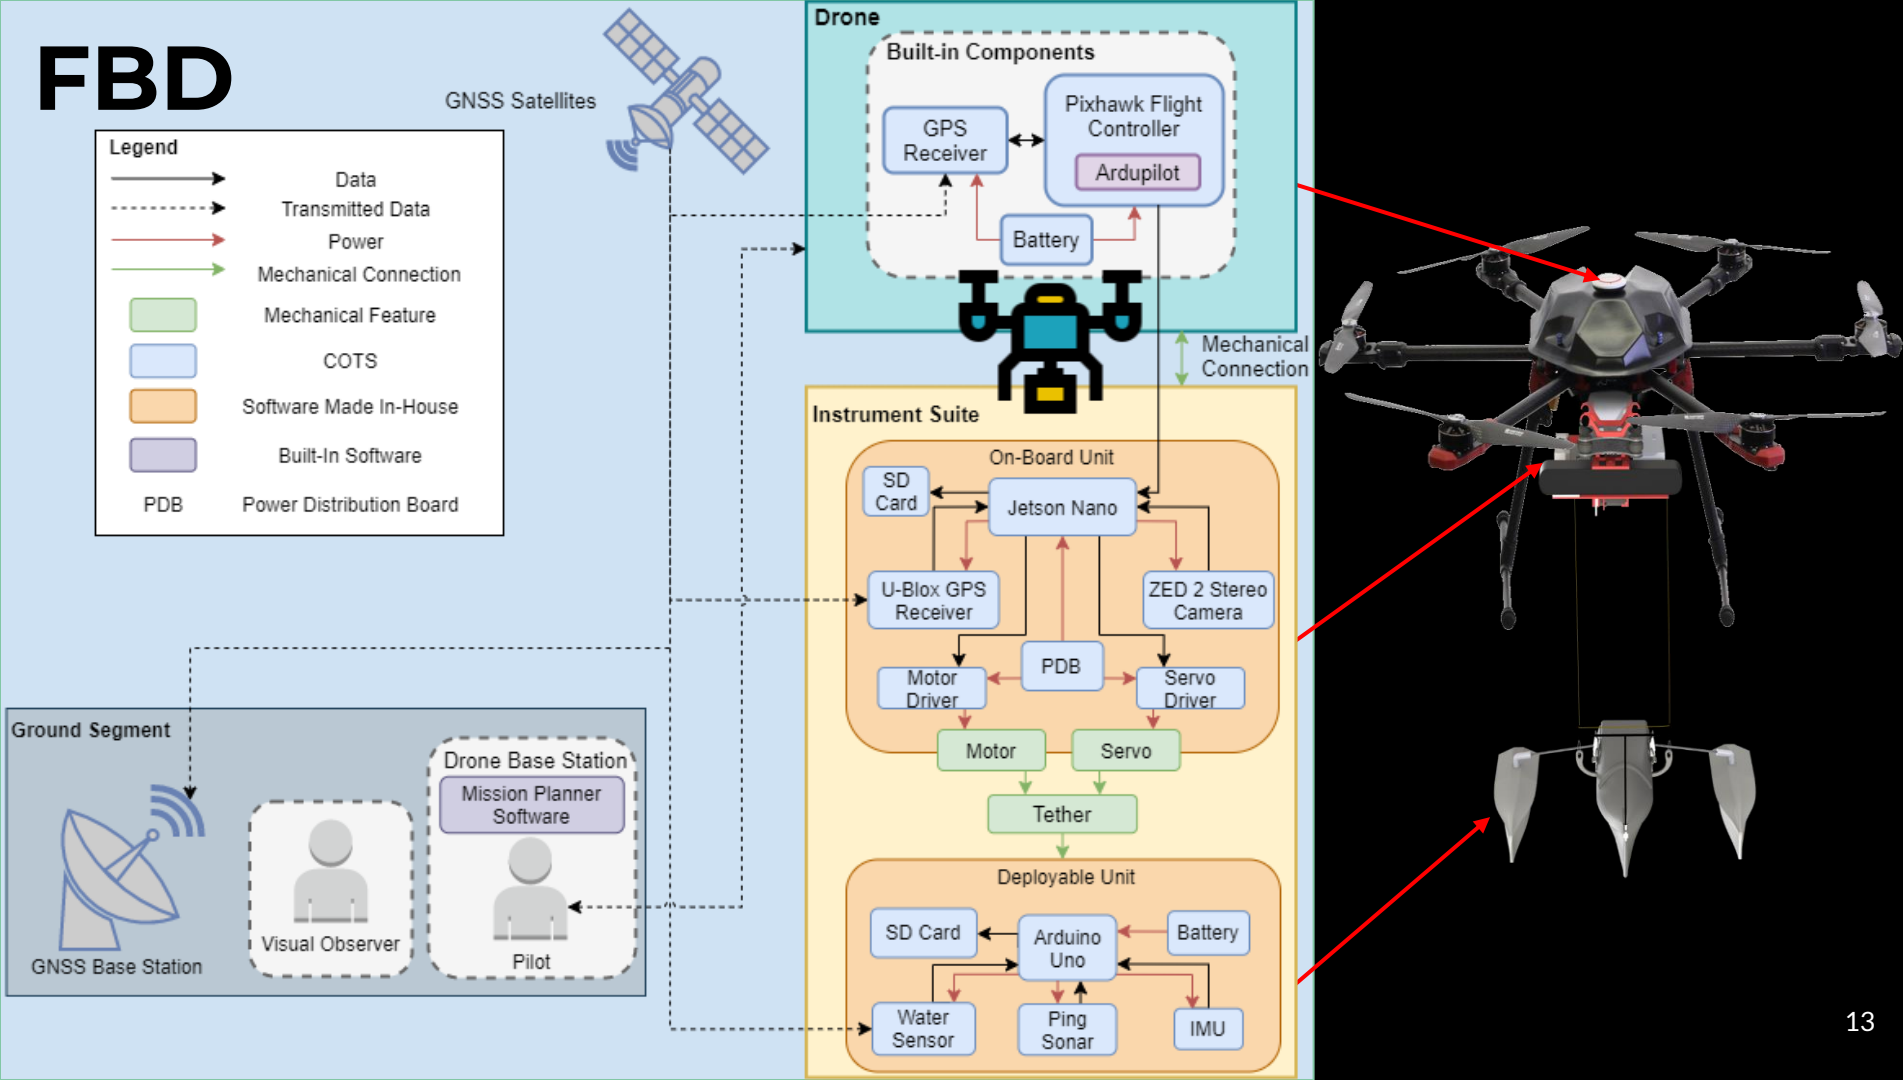 FBD
GNSS Satellites
Legend
Data
Transmitted Data
Power
Mechanical Connection
Mechanical Feature
COTS
Software Made In-House
Built-In Software
PDB
Power Distribution Board
Drone
Built-in Components
GPS
Receiver
Pixhawk Flight
Controller
Ardupilot
Battery
Mechanical
Connection
Instrument Suite
On-Board Unit
SD
Card
Jetson Nano
U-Blox GPS
Receiver
ZED 2 Stereo
Camera
PDB
Motor
Driver
Servo
Driver
Motor
Servo
Tether
Deployable Unit
SD Card
Arduino
Uno
Battery
Water
Sensor
Ping
Sonar
IMU
Ground Segment
GNSS Base Station
Visual Observer
Drone Base Station
Mission Planner
Software
Pilot
13